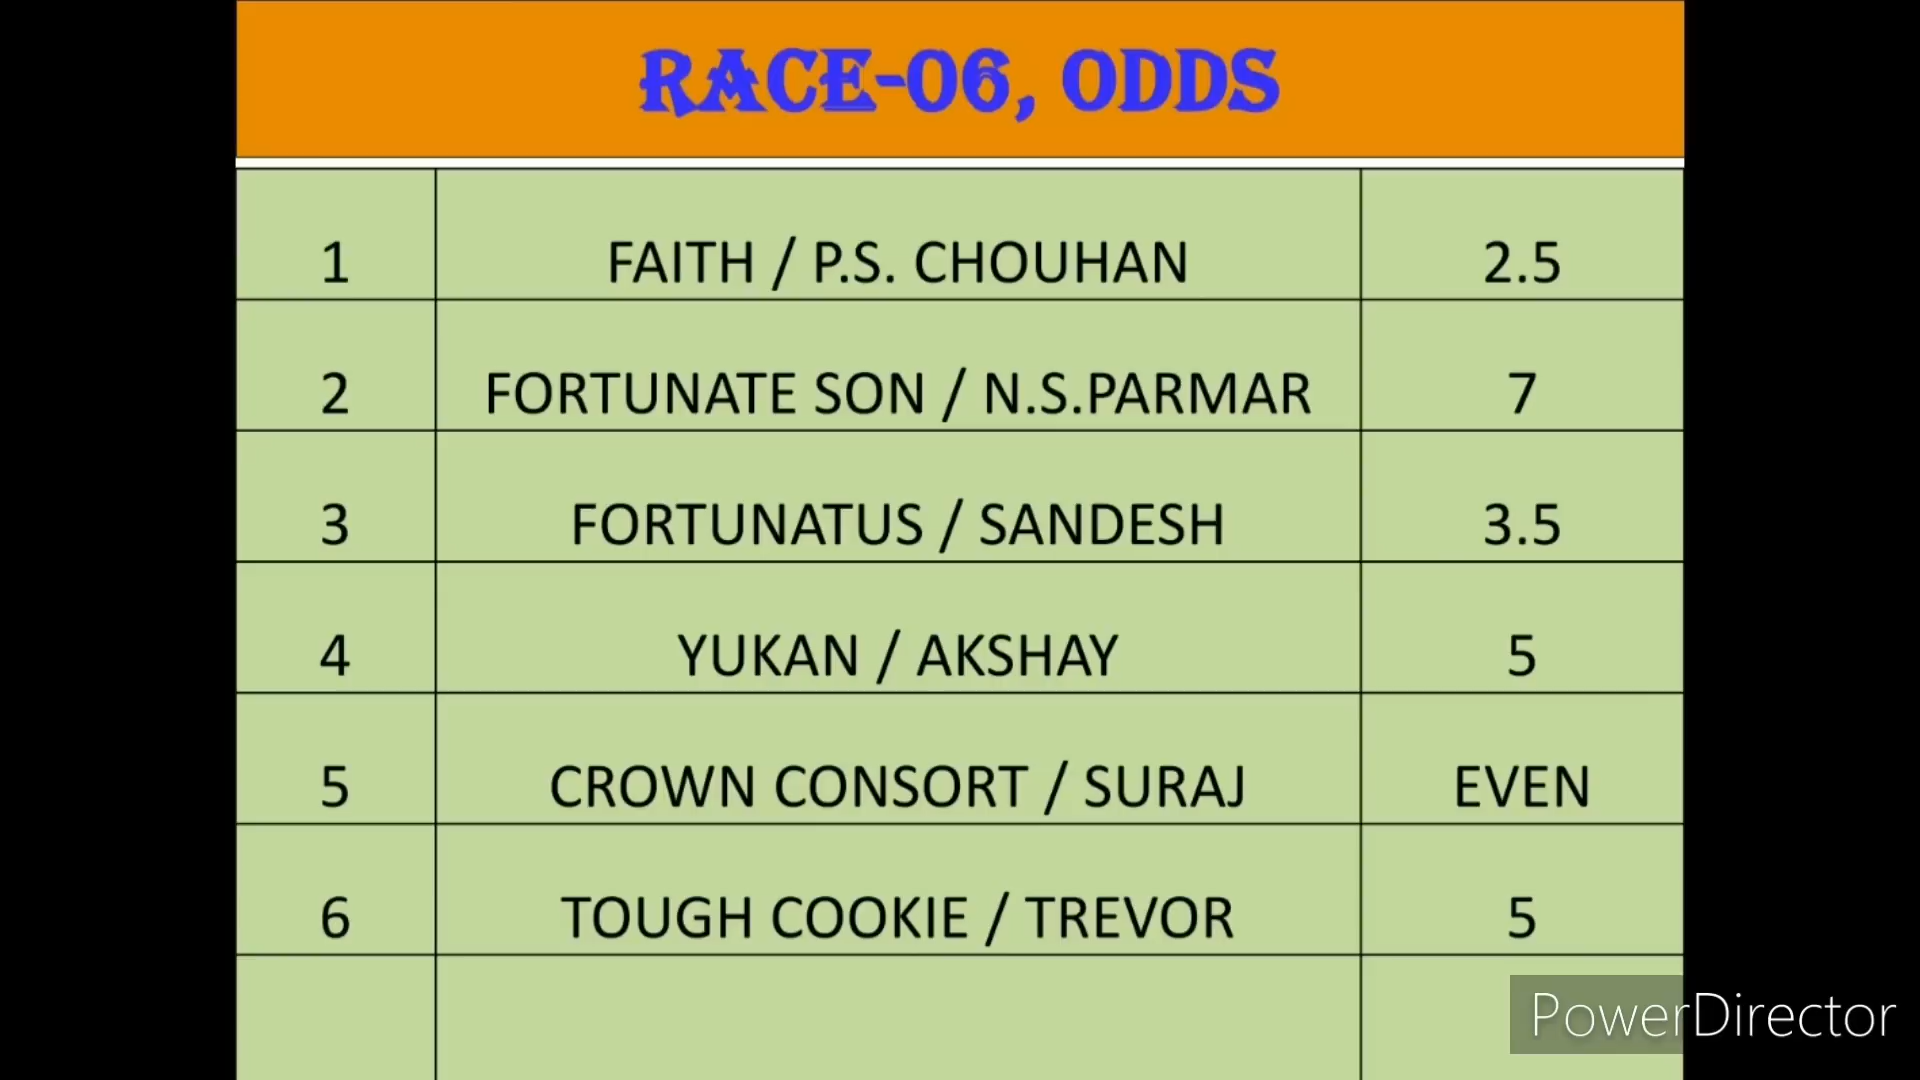 RACE-06, ODDS
1 FAITH / P.S. CHOUHAN 2.5
2 FORTUNATE SON / N.S.PARMAR 7
3 FORTUNATUS / SANDESH 3.5
4 YUKAN / AKSHAY 5
5 CROWN CONSORT / SURAJ EVEN
6 TOUGH COOKIE / TREVOR 5
PowerDirector